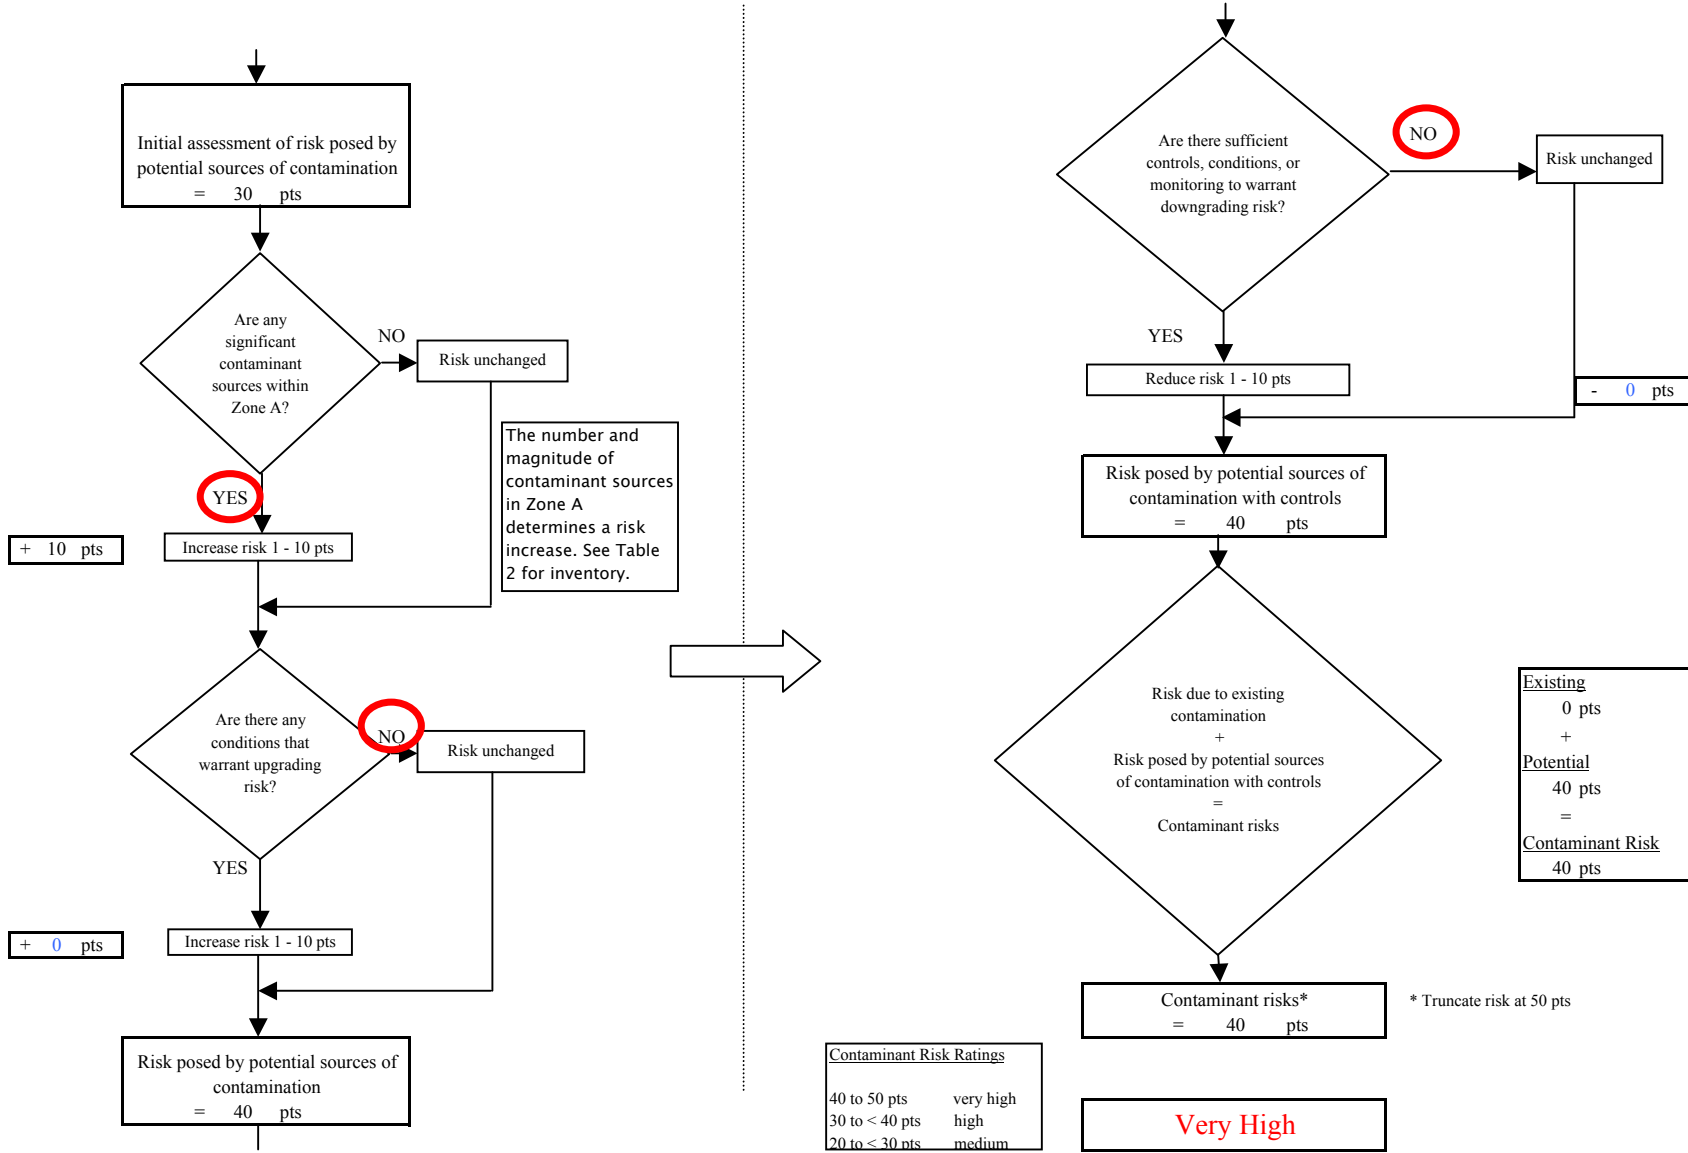 Initial assessment of risk posed by
potential sources of contamination
= 30 pts
Are any
significant
contaminant
sources within
Zone A?
NO
Risk unchanged
The number and
magnitude of
contaminant sources
in Zone A
determines a risk
increase. See Table
2 for inventory.
YES
+ 10 pts
Increase risk 1 - 10 pts
Are there any
conditions that
warrant upgrading
risk?
NO
Risk unchanged
YES
+ 0 pts
Increase risk 1 - 10 pts
Risk posed by potential sources of
contamination
= 40 pts
Are there sufficient
controls, conditions, or
monitoring to warrant
downgrading risk?
NO
Risk unchanged
YES
Reduce risk 1 - 10 pts
- 0 pts
Risk posed by potential sources of
contamination with controls
= 40 pts
Risk due to existing
contamination
+
Risk posed by potential sources
of contamination with controls
=
Contaminant risks
Existing
0 pts
+
Potential
40 pts
=
Contaminant Risk
40 pts
Contaminant risks*
= 40 pts
* Truncate risk at 50 pts
Contaminant Risk Ratings
40 to 50 pts very high
30 to < 40 pts high
20 to < 30 pts medium
Very High